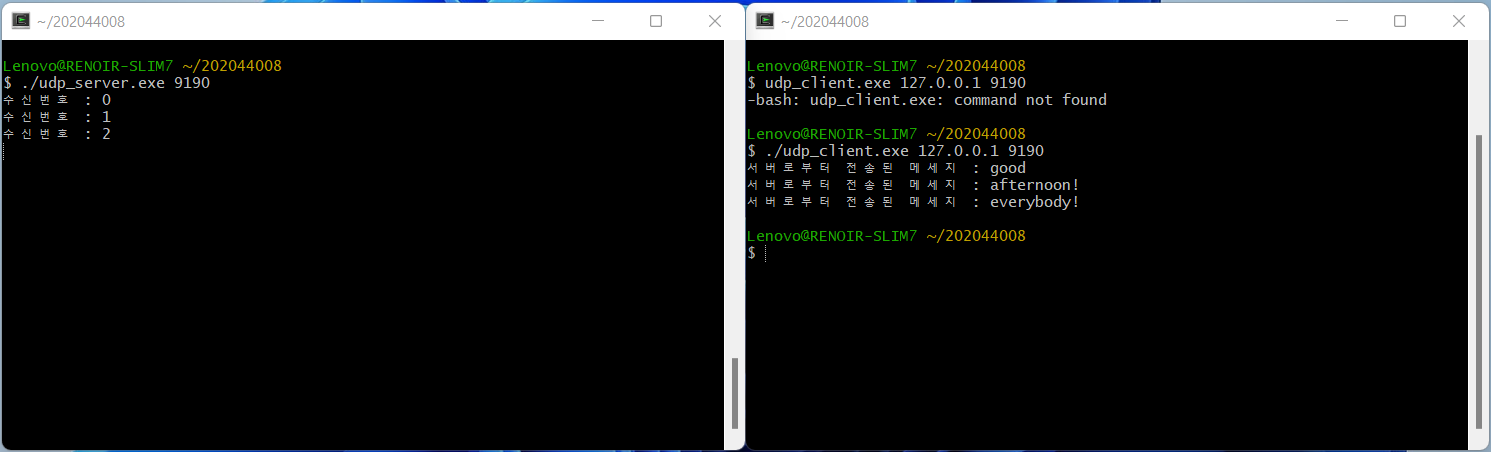 ~/202044008
Lenovo@RENOIR-SLIM7 ~/202044008
$ ./udp_server.exe 9190
수신번호 : 0
수신번호 : 1
수신번호 : 2
~/202044008
Lenovo@RENOIR-SLIM7 ~/202044008
$ udp_client.exe 127.0.0.1 9190
-bash: udp_client.exe: command not found
Lenovo@RENOIR-SLIM7 ~/202044008
$ ./udp_client.exe 127.0.0.1 9190
서버로부터 전송된 메세지 : good
서버로부터 전송된 메세지 : afternoon!
서버로부터 전송된 메세지 : everybody!
Lenovo@RENOIR-SLIM7 ~/202044008
$